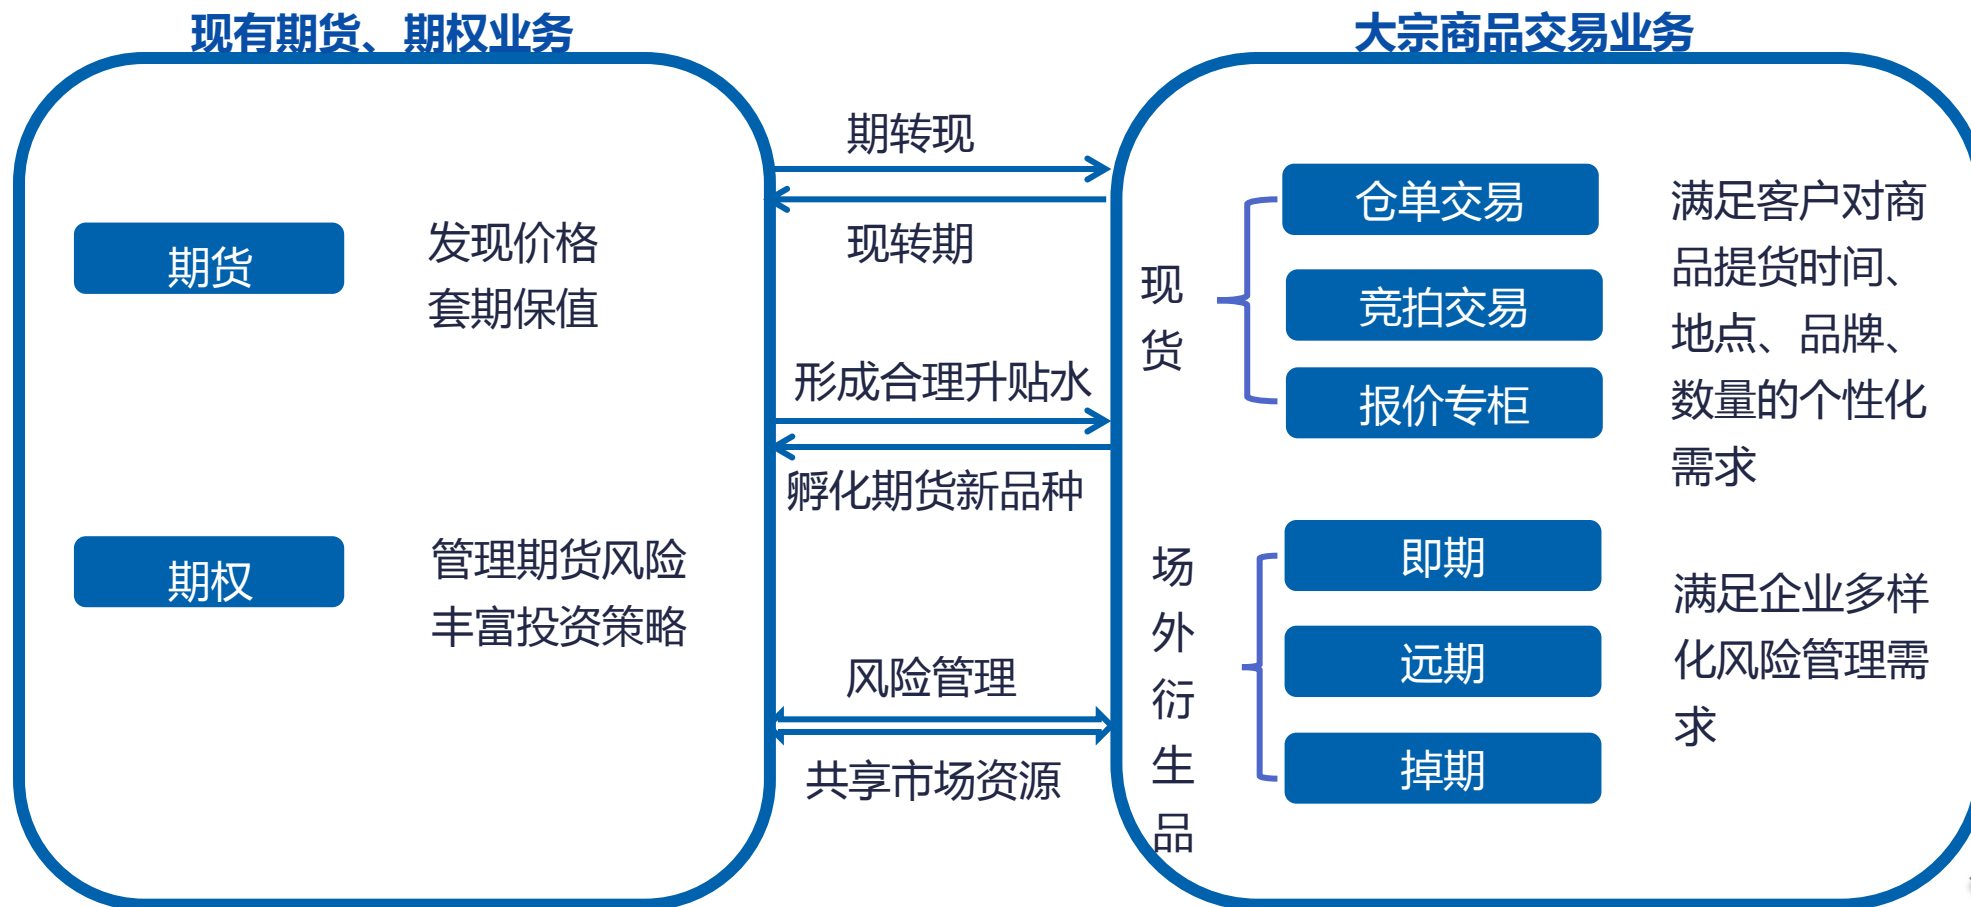 现有期货、期权业务
期货
发现价格
套期保值
期权
管理期货风险
丰富投资策略
期转现
现转期
形成合理升贴水
孵化期货新品种
风险管理
共享市场资源
大宗商品交易业务
现
货
仓单交易
竞拍交易
报价专柜
满足客户对商
品提货时间、
地点、品牌、
数量的个性化
需求
场
外
衍
生
品
即期
远期
掉期
满足企业多样
化风险管理需
求